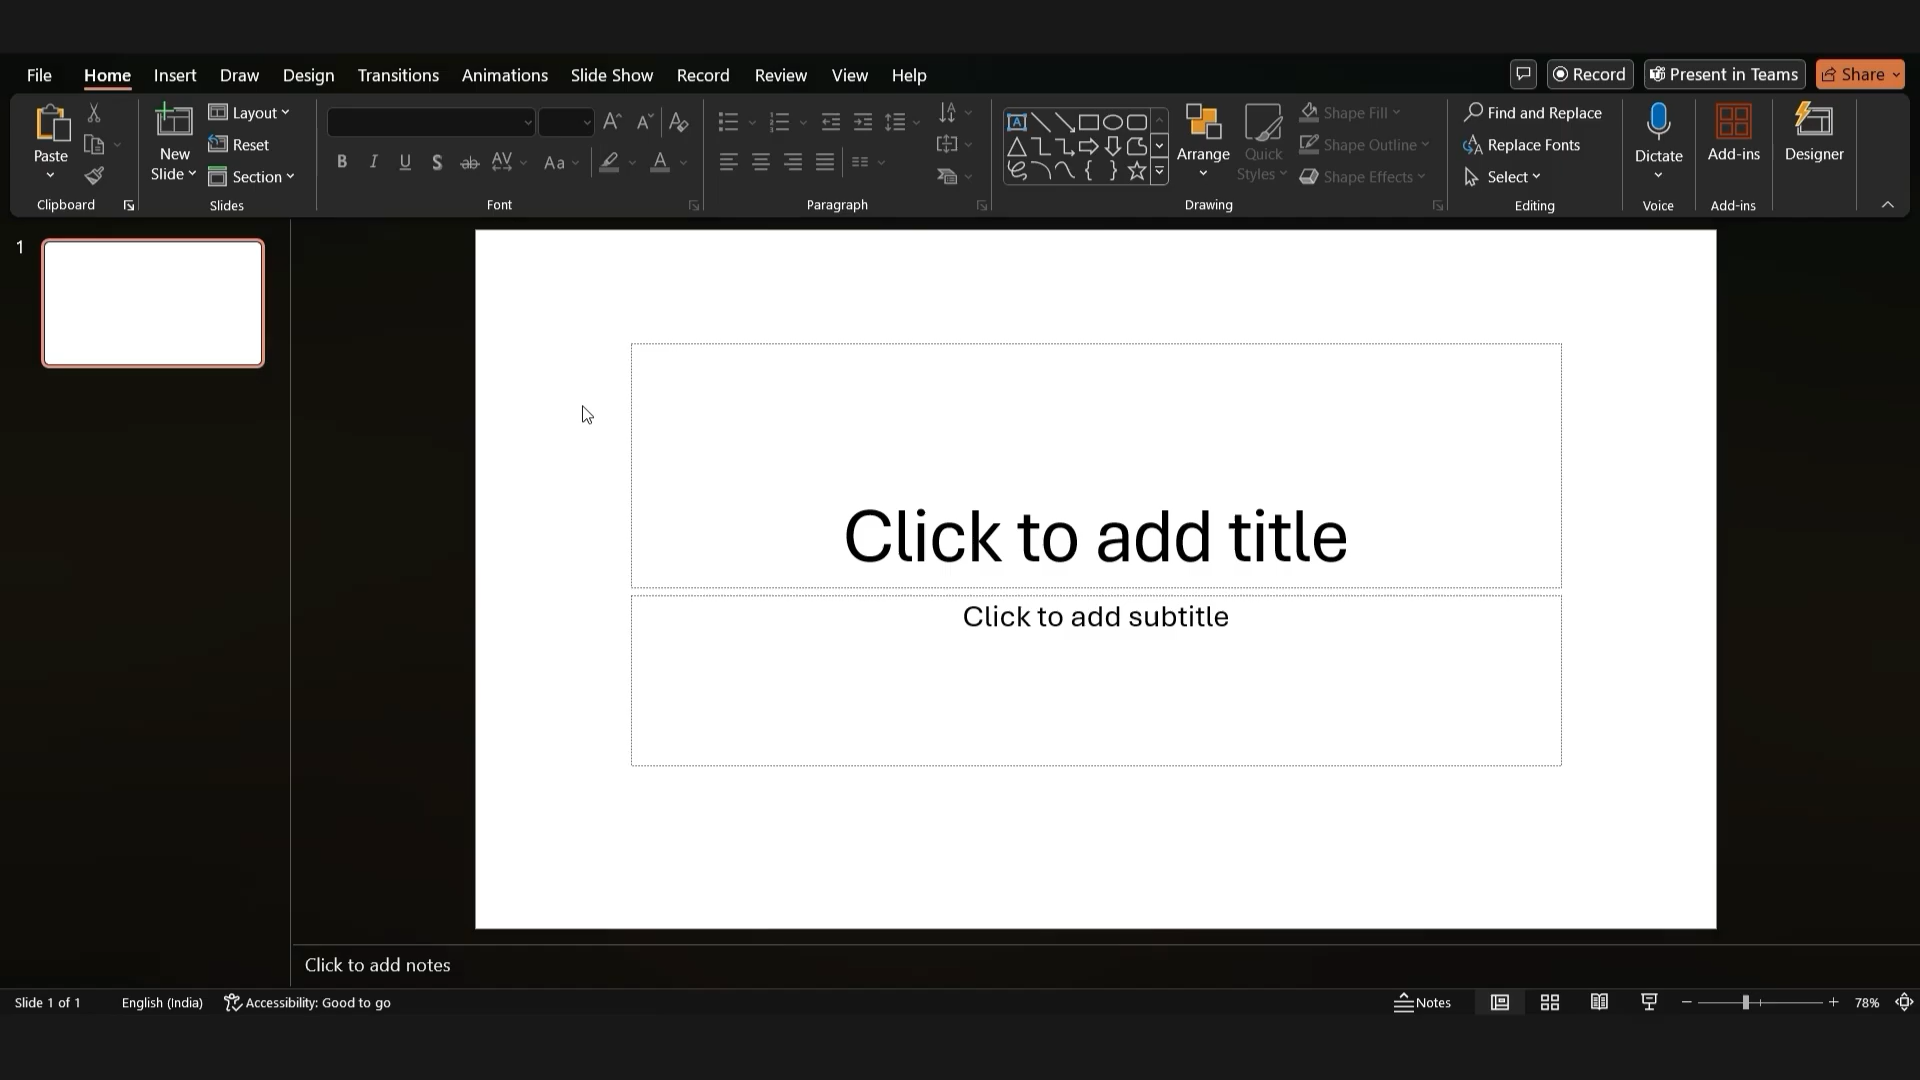 File Home Insert Draw Design Transitions Animations Slide Show Record Review View Help Record Present in Teams Share
Paste
New
Slide
Layout
Reset
Section
B I U S ab AV Aa A
Arrange
Quick
Styles
Shape Fill
Shape Outline
Shape Effects
Find and Replace
Replace Fonts
Select
Dictate
Add-ins
Designer
Clipboard Slides Font Paragraph Drawing Editing Voice Add-ins
1
Click to add title
Click to add subtitle
Click to add notes
Slide 1 of 1 English (India) Accessibility: Good to go Notes 78%